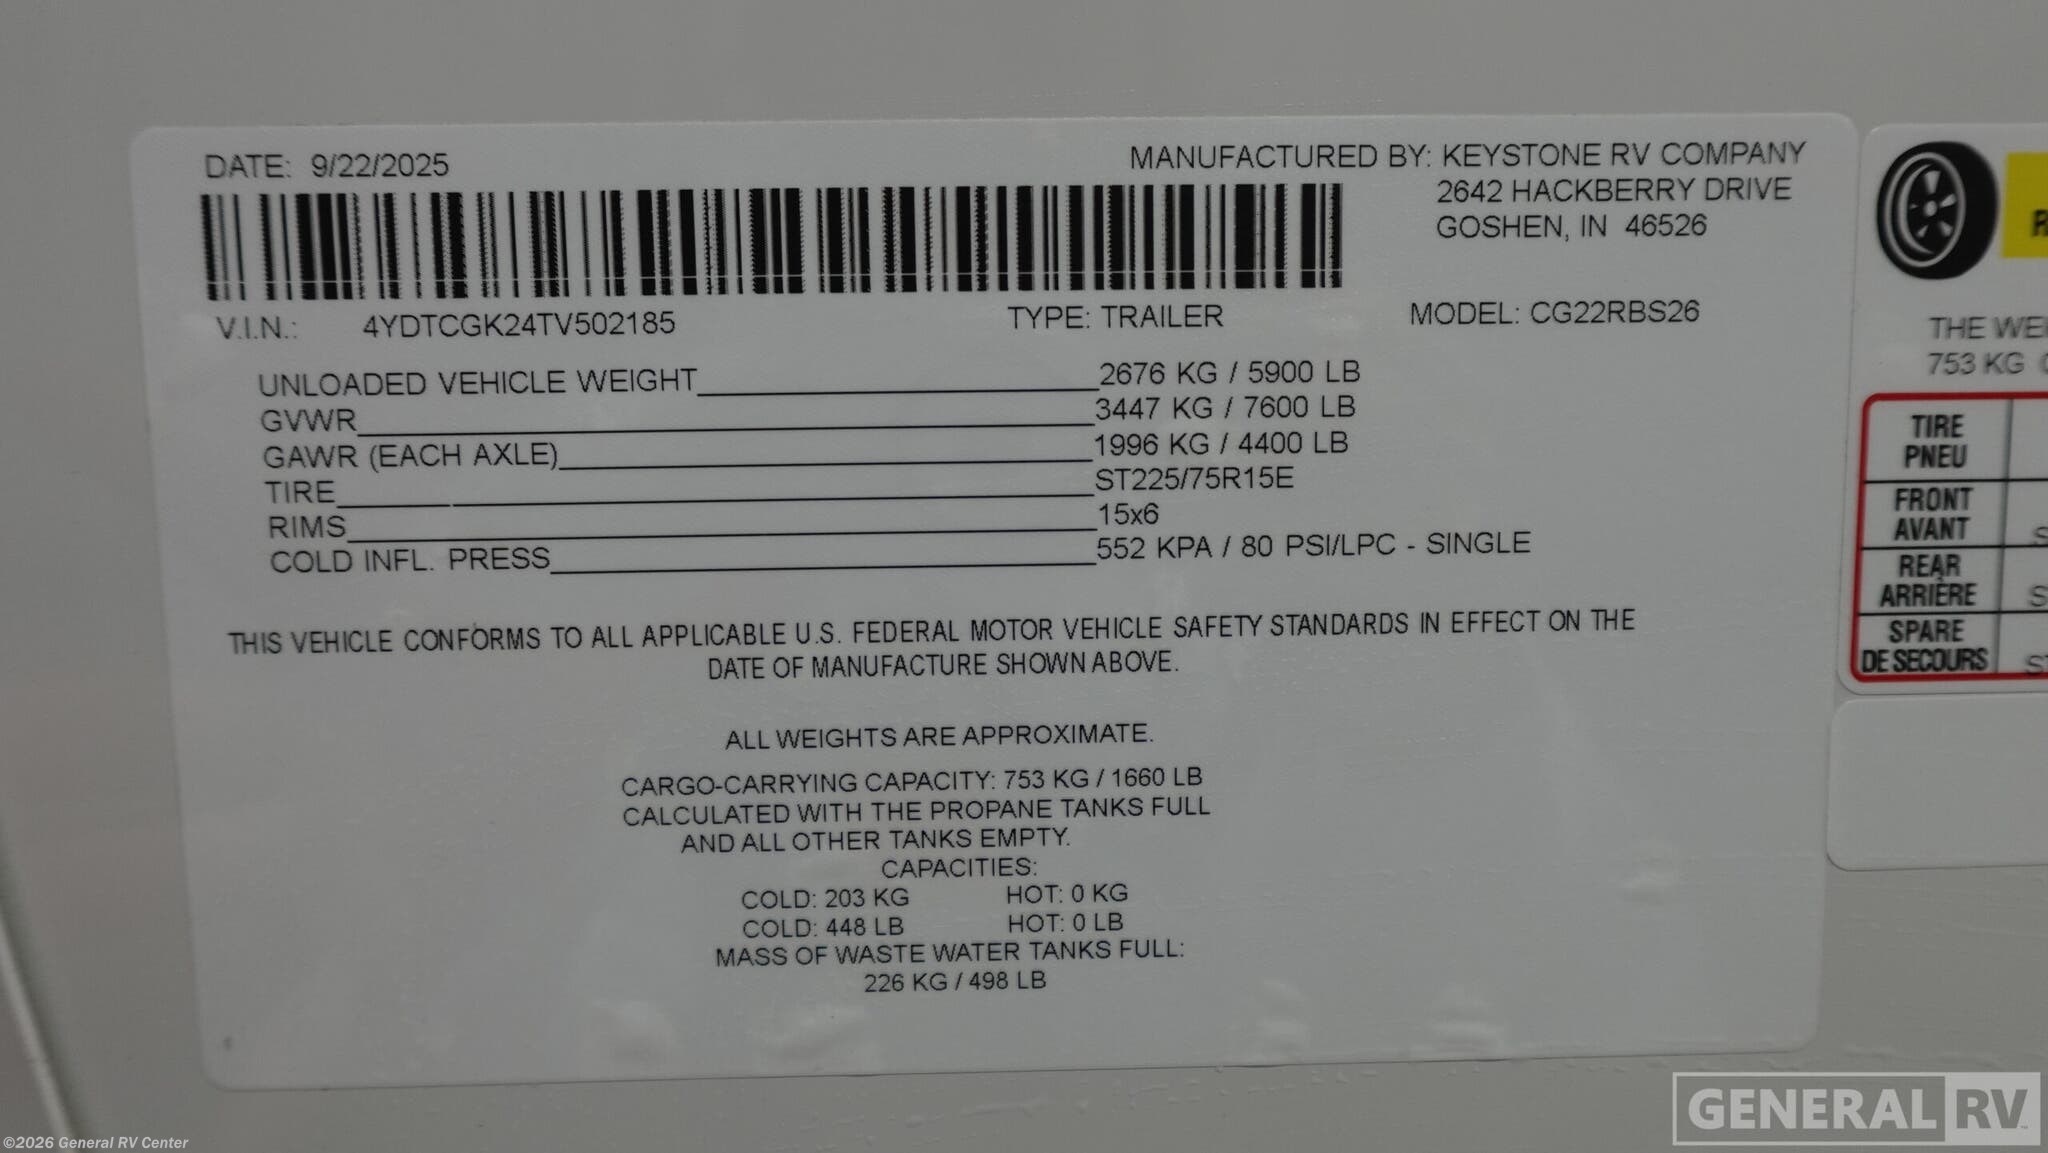 DATE: 9/22/2025
MANUFACTURED BY: KEYSTONE RV COMPANY
2642 HACKBERRY DRIVE
GOSHEN, IN 46526
V.I.N.: 4YDTCGK24TV502185 TYPE: TRAILER MODEL: CG22RBS26
UNLOADED VEHICLE WEIGHT 2676 KG / 5900 LB
GVWR 3447 KG / 7600 LB
GAWR (EACH AXLE) 1996 KG / 4400 LB
TIRE ST225/75R15E
RIMS 15x6
COLD INFL. PRESS 552 KPA / 80 PSI/LPC - SINGLE
THIS VEHICLE CONFORMS TO ALL APPLICABLE U.S. FEDERAL MOTOR VEHICLE SAFETY STANDARDS IN EFFECT ON THE
DATE OF MANUFACTURE SHOWN ABOVE.
ALL WEIGHTS ARE APPROXIMATE.
CARGO-CARRYING CAPACITY: 753 KG / 1660 LB
CALCULATED WITH THE PROPANE TANKS FULL
AND ALL OTHER TANKS EMPTY.
CAPACITIES:
COLD: 203 KG HOT: 0 KG
COLD: 448 LB HOT: 0 LB
MASS OF WASTE WATER TANKS FULL:
226 KG / 498 LB
THE
753 KG
TIRE
PNEU
FRONT
AVANT
REAR
ARRIÈRE
SPARE
DE SECOURS
GENERAL RV
©2026 General RV Center